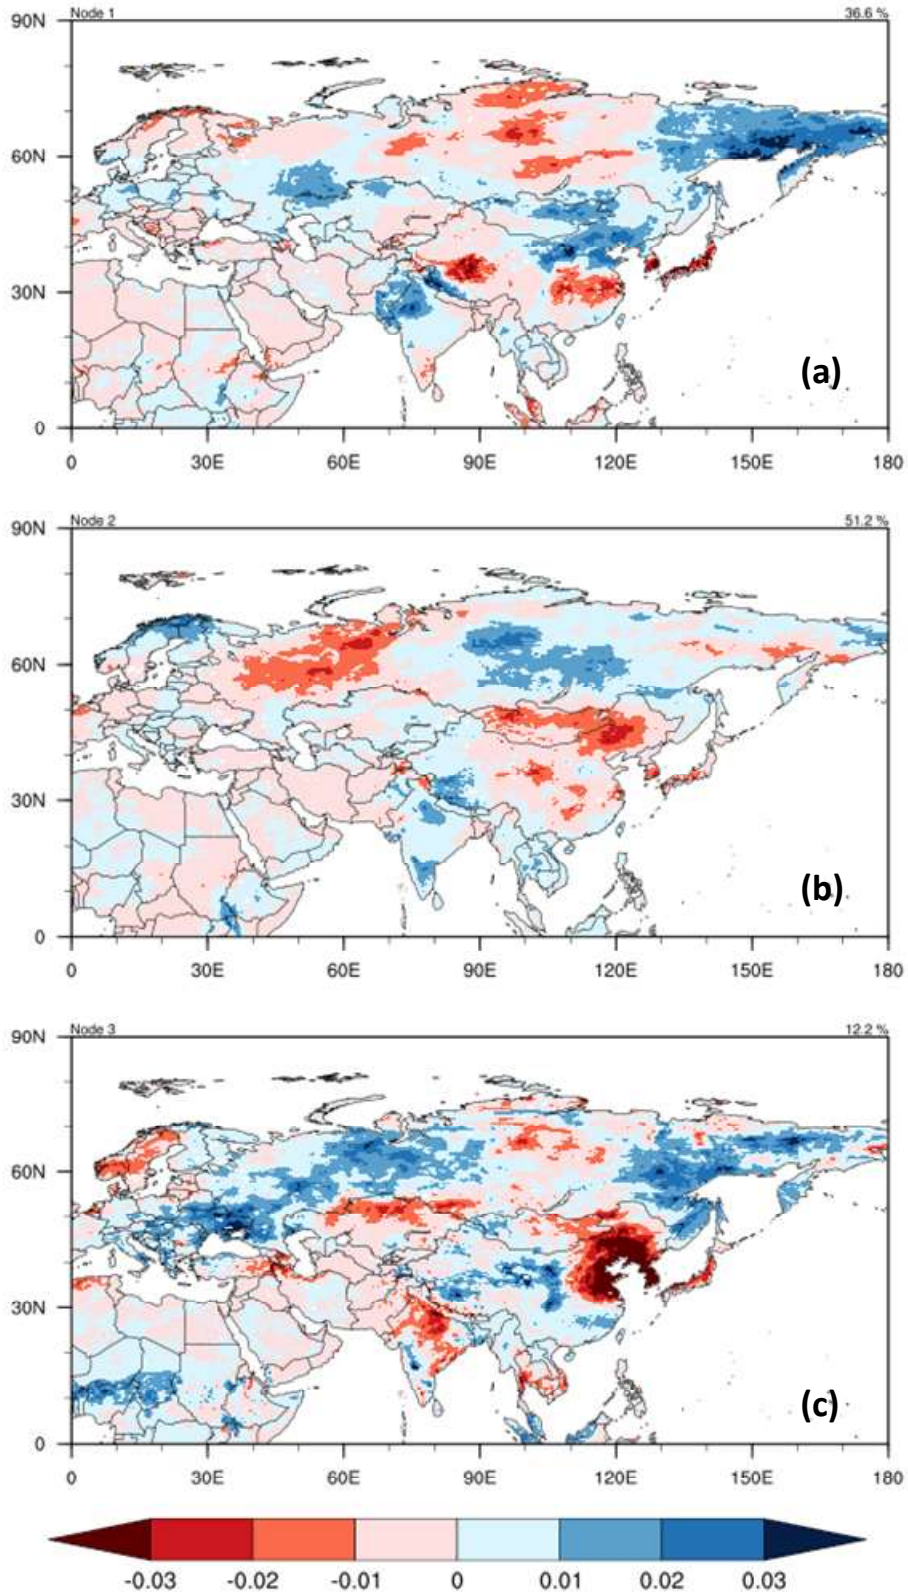 Node 1 36.6 %
90N
60N
30N
(a)
0
0 30E 60E 90E 120E 150E 180
Node 2 51.2 %
90N
60N
30N
(b)
0
0 30E 60E 90E 120E 150E 180
Node 3 12.2 %
90N
60N
30N
(c)
0
0 30E 60E 90E 120E 150E 180
-0.03 -0.02 -0.01 0 0.01 0.02 0.03